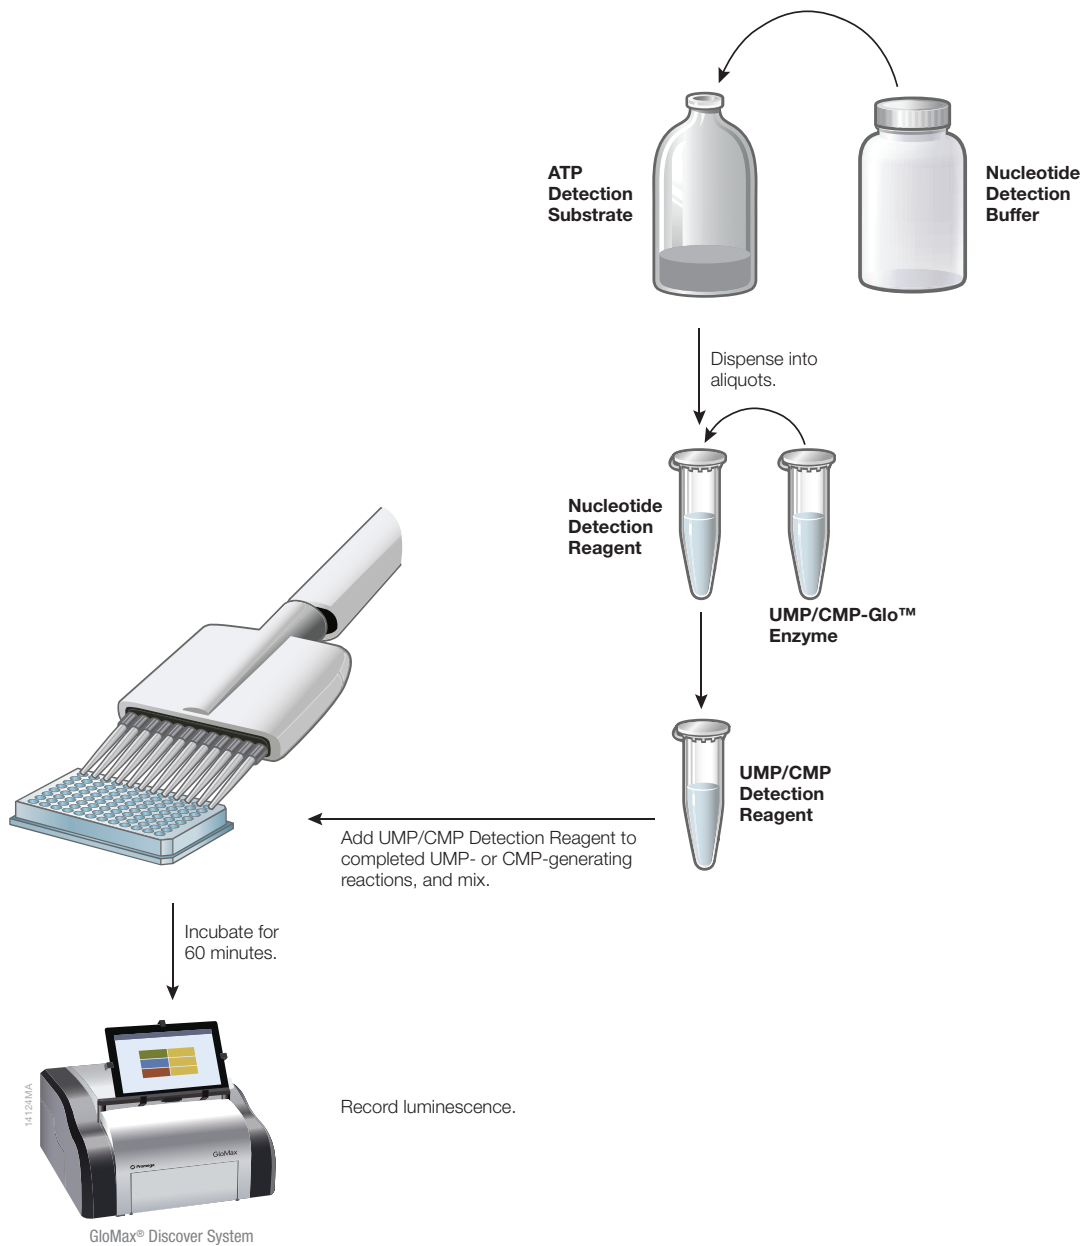 ATP
Detection
Substrate
Nucleotide
Detection
Buffer
Dispense into
aliquots.
Nucleotide
Detection
Reagent
UMP/CMP-Glo™
Enzyme
UMP/CMP
Detection
Reagent
Add UMP/CMP Detection Reagent to
completed UMP- or CMP-generating
reactions, and mix.
Incubate for
60 minutes.
14124MA
Record luminescence.
GloMax
Promega
GloMax® Discover System